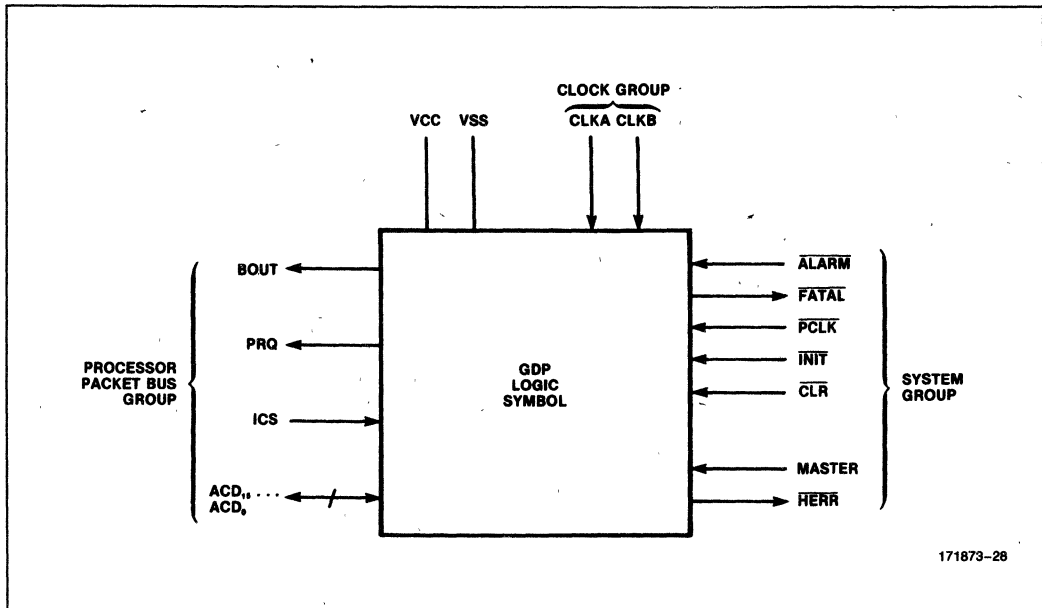 CLOCK GROUP
VCC VSS CLKA CLKB
BOUT
PRQ
ICS
ACD₁₅ ····
ACD₀
PROCESSOR
PACKET BUS
GROUP
GDP
LOGIC
SYMBOL
ALARM
FATAL
PCLK
INIT
CLR
MASTER
HERR
SYSTEM
GROUP
171873–28